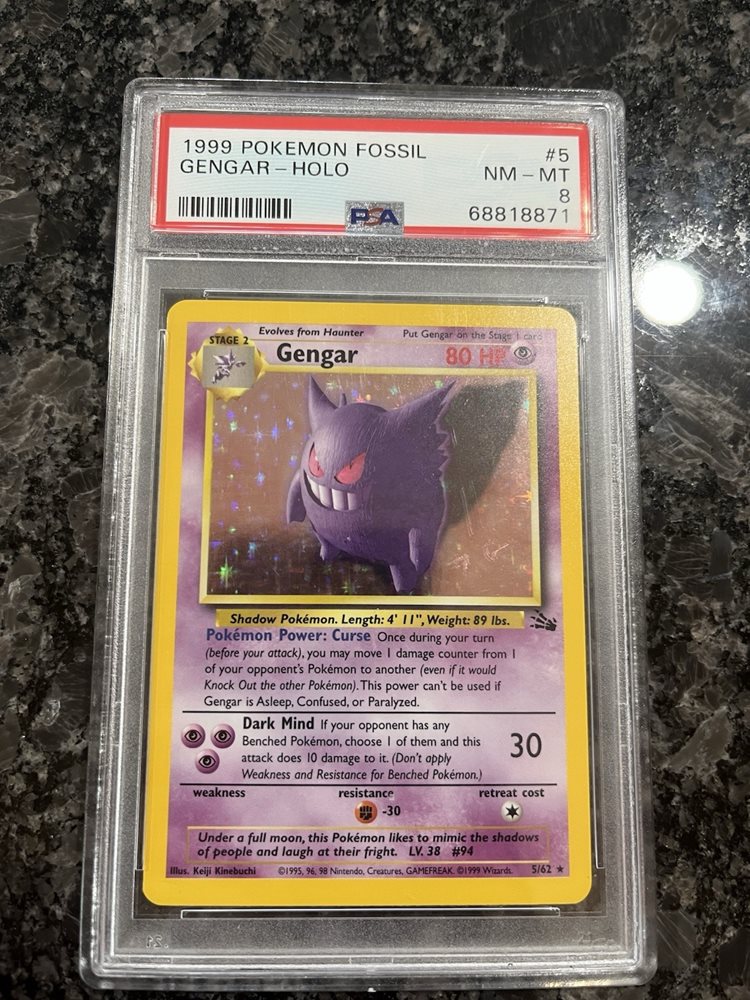 1999 POKEMON FOSSIL #5
GENGAR – HOLO NM – MT
8
PSA 68818871
Evolves from Haunter Put Gengar on the Stage 1 card
STAGE 2 Gengar 80 HP
Shadow Pokémon. Length: 4' 11", Weight: 89 lbs.
Pokémon Power: Curse Once during your turn
(before your attack), you may move 1 damage counter from 1
of your opponent's Pokémon to another (even if it would
Knock Out the other Pokémon). This power can't be used if
Gengar is Asleep, Confused, or Paralyzed.
Dark Mind If your opponent has any
Benched Pokémon, choose 1 of them and this
attack does 10 damage to it. (Don't apply
Weakness and Resistance for Benched Pokémon.)
30
weakness resistance retreat cost
-30
Under a full moon, this Pokémon likes to mimic the shadows
of people and laugh at their fright. LV. 38 #94
Illus. Keiji Kinebuchi ©1995, 96, 98 Nintendo, Creatures, GAMEFREAK. ©1999 Wizards. 5/62 ★